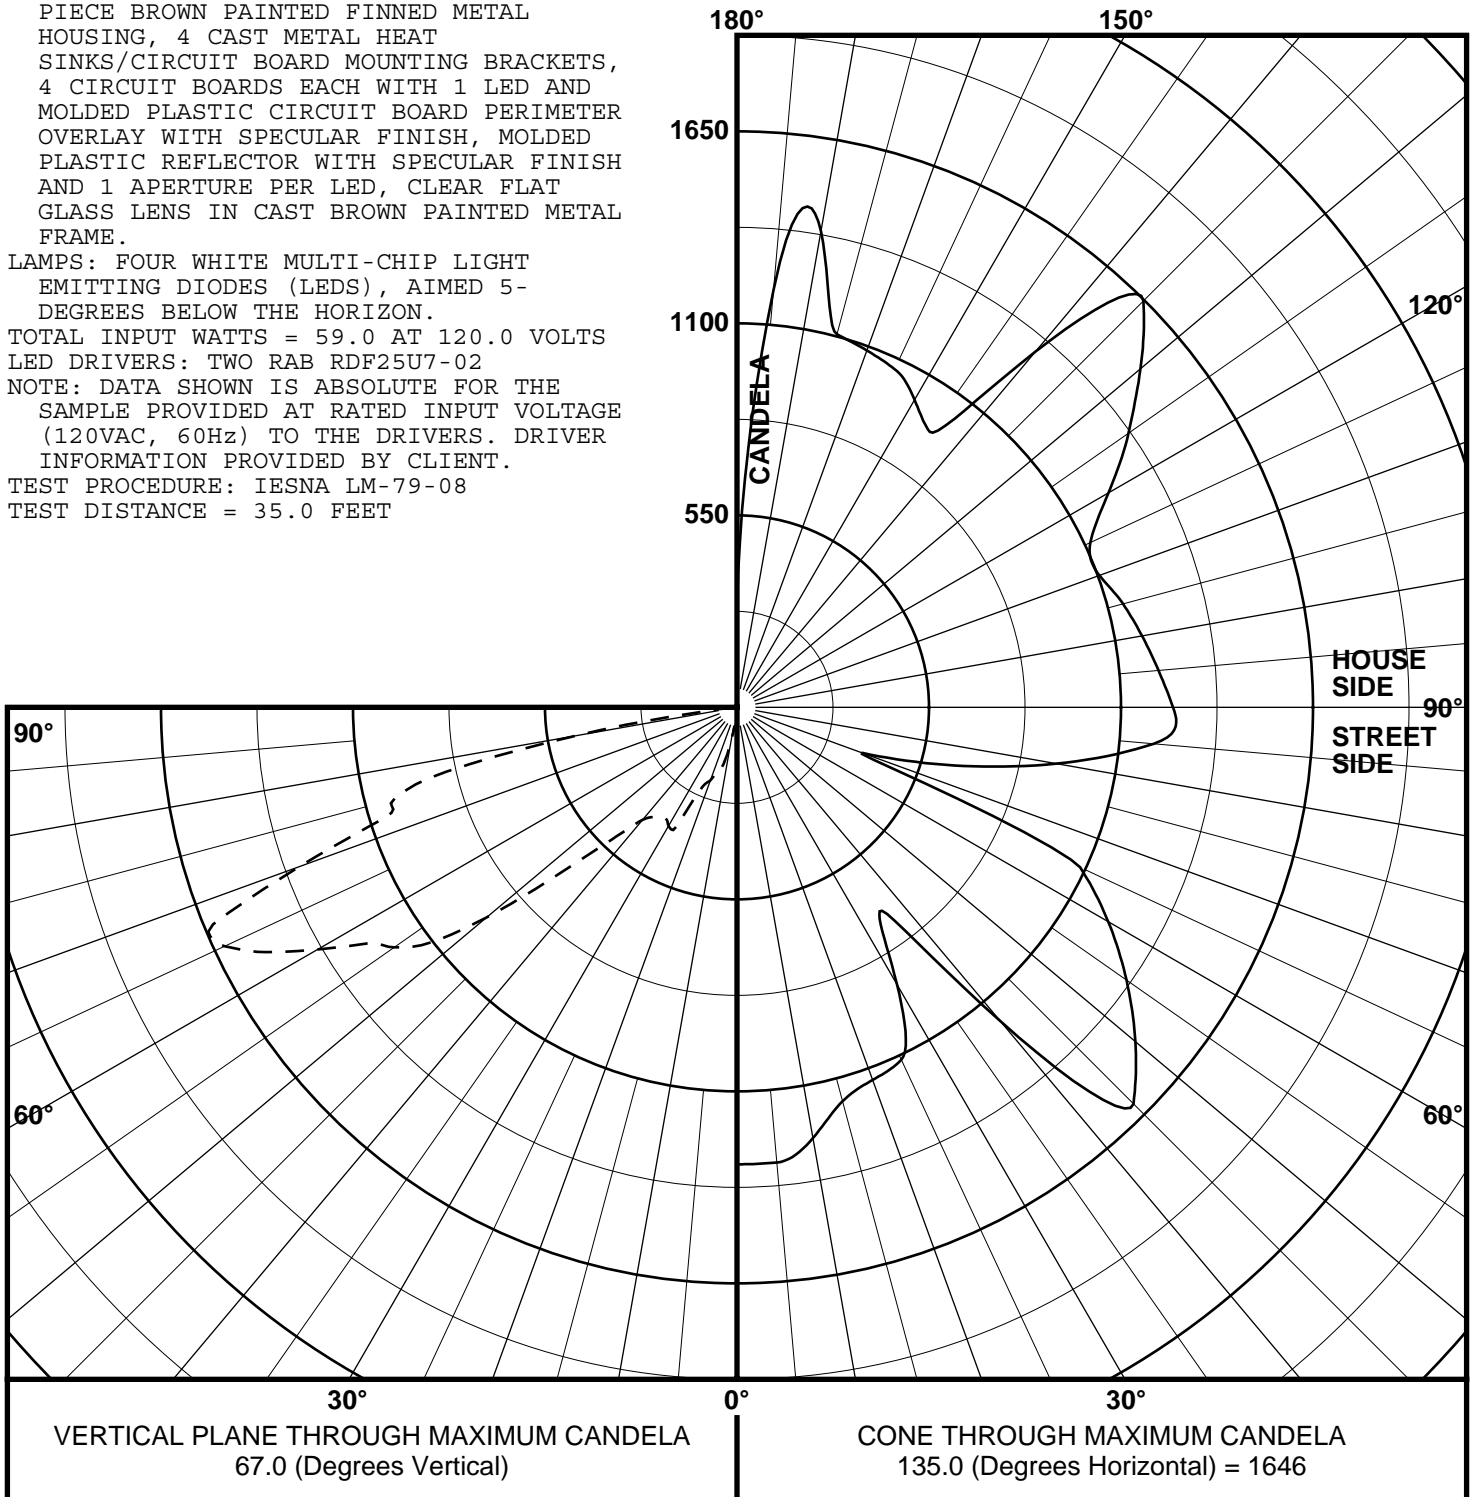 PIECE BROWN PAINTED FINNED METAL
HOUSING, 4 CAST METAL HEAT
SINKS/CIRCUIT BOARD MOUNTING BRACKETS,
4 CIRCUIT BOARDS EACH WITH 1 LED AND
MOLDED PLASTIC CIRCUIT BOARD PERIMETER
OVERLAY WITH SPECULAR FINISH, MOLDED
PLASTIC REFLECTOR WITH SPECULAR FINISH
AND 1 APERTURE PER LED, CLEAR FLAT
GLASS LENS IN CAST BROWN PAINTED METAL
FRAME.
LAMPS: FOUR WHITE MULTI-CHIP LIGHT
EMITTING DIODES (LEDS), AIMED 5-
DEGREES BELOW THE HORIZON.
TOTAL INPUT WATTS = 59.0 AT 120.0 VOLTS
LED DRIVERS: TWO RAB RDF25U7-02
NOTE: DATA SHOWN IS ABSOLUTE FOR THE
SAMPLE PROVIDED AT RATED INPUT VOLTAGE
(120VAC, 60Hz) TO THE DRIVERS. DRIVER
INFORMATION PROVIDED BY CLIENT.
TEST PROCEDURE: IESNA LM-79-08
TEST DISTANCE = 35.0 FEET
180°
150°
1650
120°
1100
CANDELA
550
HOUSE
SIDE
90°
90°
STREET
SIDE
60°
60°
30°
0°
30°
VERTICAL PLANE THROUGH MAXIMUM CANDELA
67.0 (Degrees Vertical)
CONE THROUGH MAXIMUM CANDELA
135.0 (Degrees Horizontal) = 1646